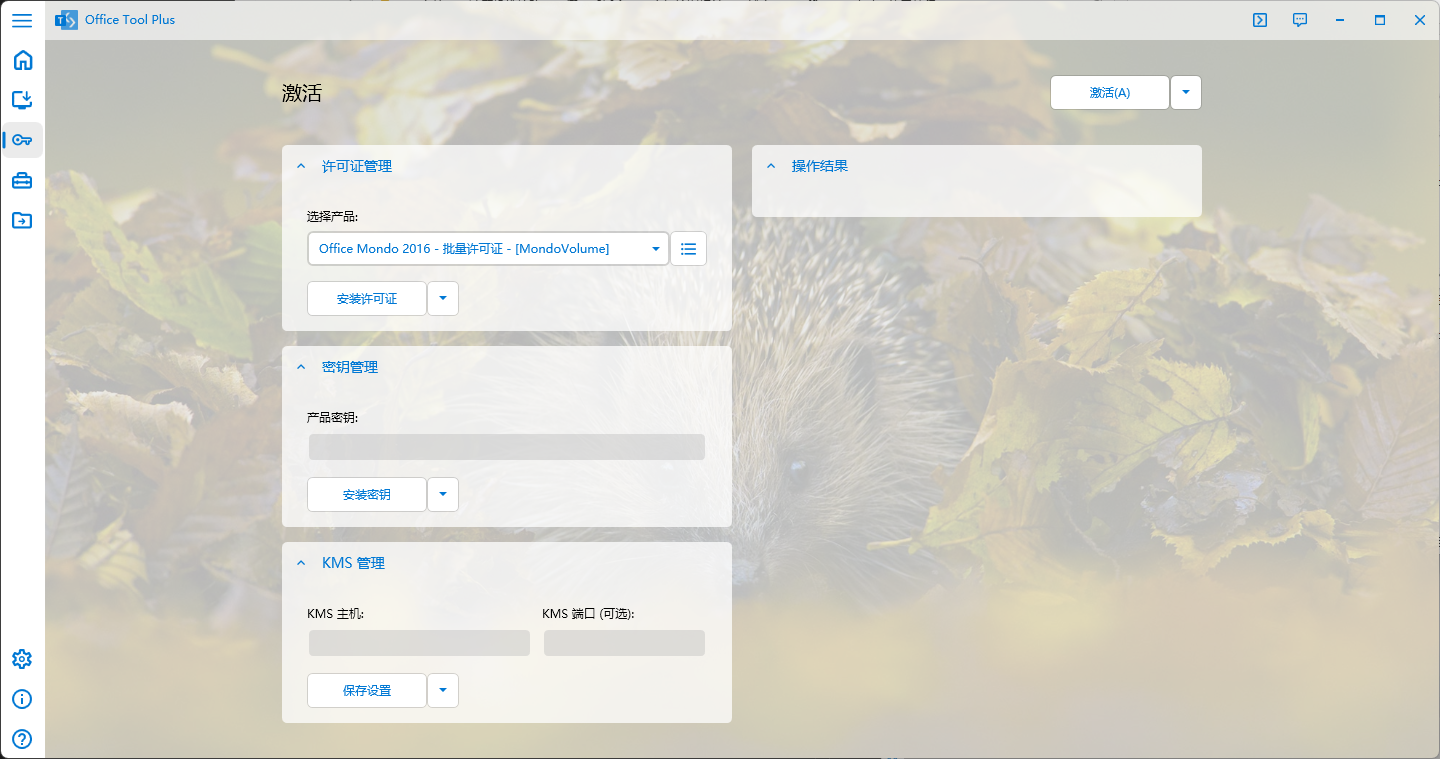 Office Tool Plus
激活
激活(A)
许可证管理
操作结果
选择产品:
Office Mondo 2016 - 批量许可证 - [MondoVolume]
安装许可证
密钥管理
产品密钥:
安装密钥
KMS 管理
KMS 主机:
KMS 端口 (可选):
保存设置